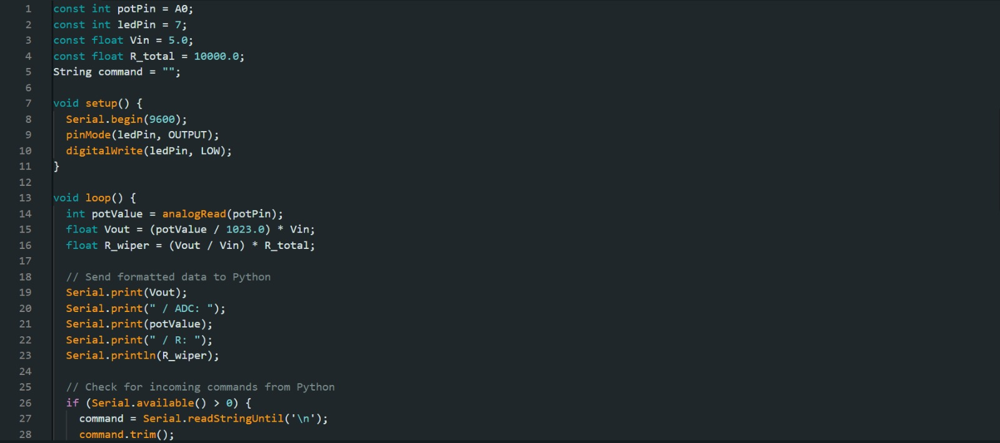 1 const int potPin = A0;
2 const int ledPin = 7;
3 const float Vin = 5.0;
4 const float R_total = 10000.0;
5 String command = "";
6
7 void setup() {
8   Serial.begin(9600);
9   pinMode(ledPin, OUTPUT);
10   digitalWrite(ledPin, LOW);
11 }
12
13 void loop() {
14   int potValue = analogRead(potPin);
15   float Vout = (potValue / 1023.0) * Vin;
16   float R_wiper = (Vout / Vin) * R_total;
17
18   // Send formatted data to Python
19   Serial.print(Vout);
20   Serial.print(" / ADC: ");
21   Serial.print(potValue);
22   Serial.print(" / R: ");
23   Serial.println(R_wiper);
24
25   // Check for incoming commands from Python
26   if (Serial.available() > 0) {
27     command = Serial.readStringUntil('\n');
28     command.trim();